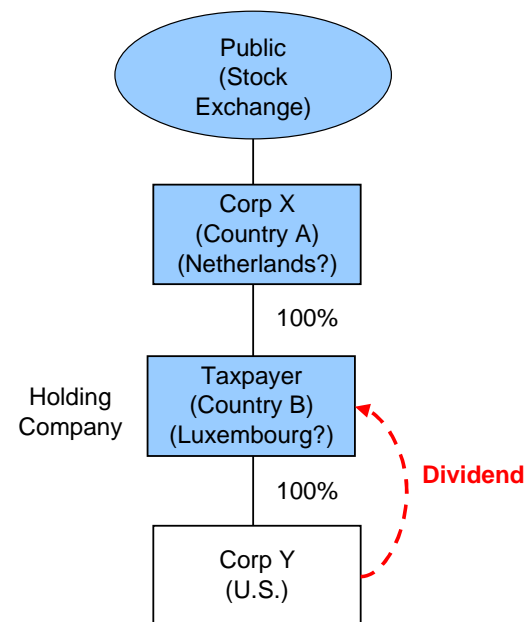 Public
(Stock
Exchange)
Corp X
(Country A)
(Netherlands?)
100%
Holding
Company
Taxpayer
(Country B)
(Luxembourg?)
Dividend
100%
Corp Y
(U.S.)